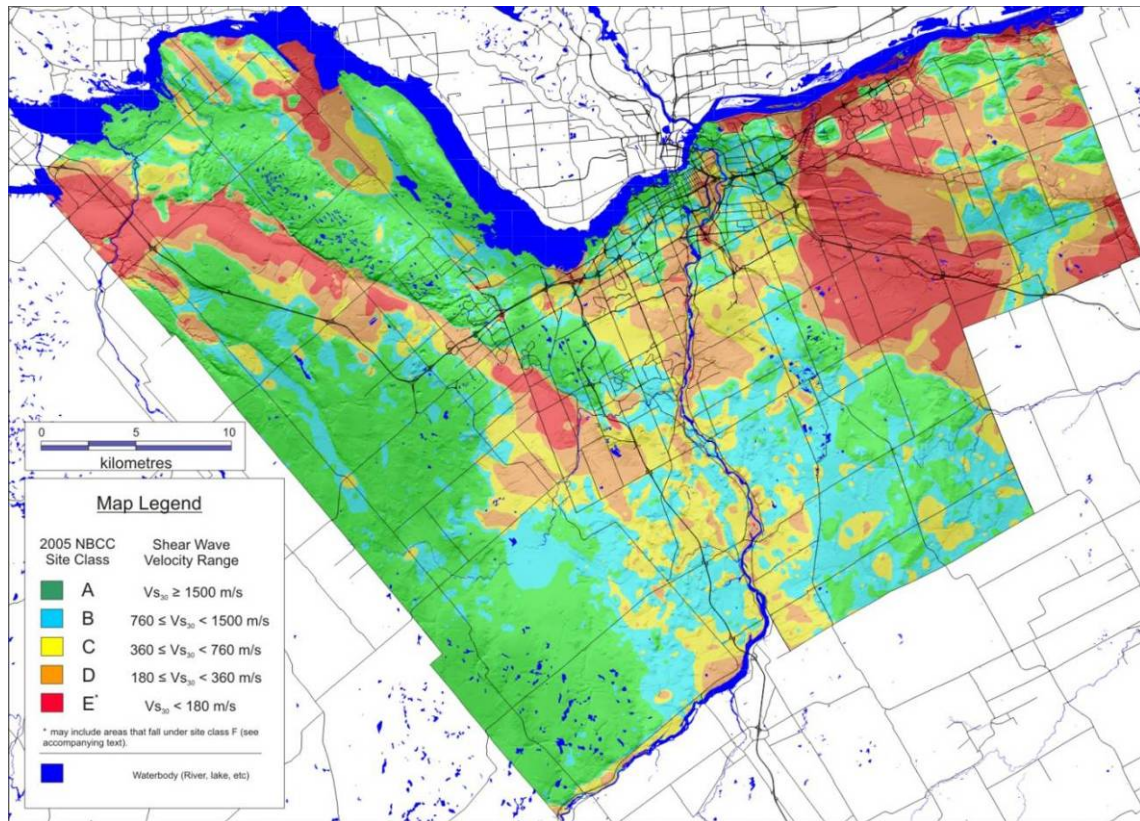 0 5 10
kilometres
Map Legend
2005 NBCC Shear Wave
Site Class Velocity Range
A Vs30 ≥ 1500 m/s
B 760 ≤ Vs30 < 1500 m/s
C 360 ≤ Vs30 < 760 m/s
D 180 ≤ Vs30 < 360 m/s
E* Vs30 < 180 m/s
* may include areas that fall under site class F (see
accompanying text).
Waterbody (River, lake, etc)